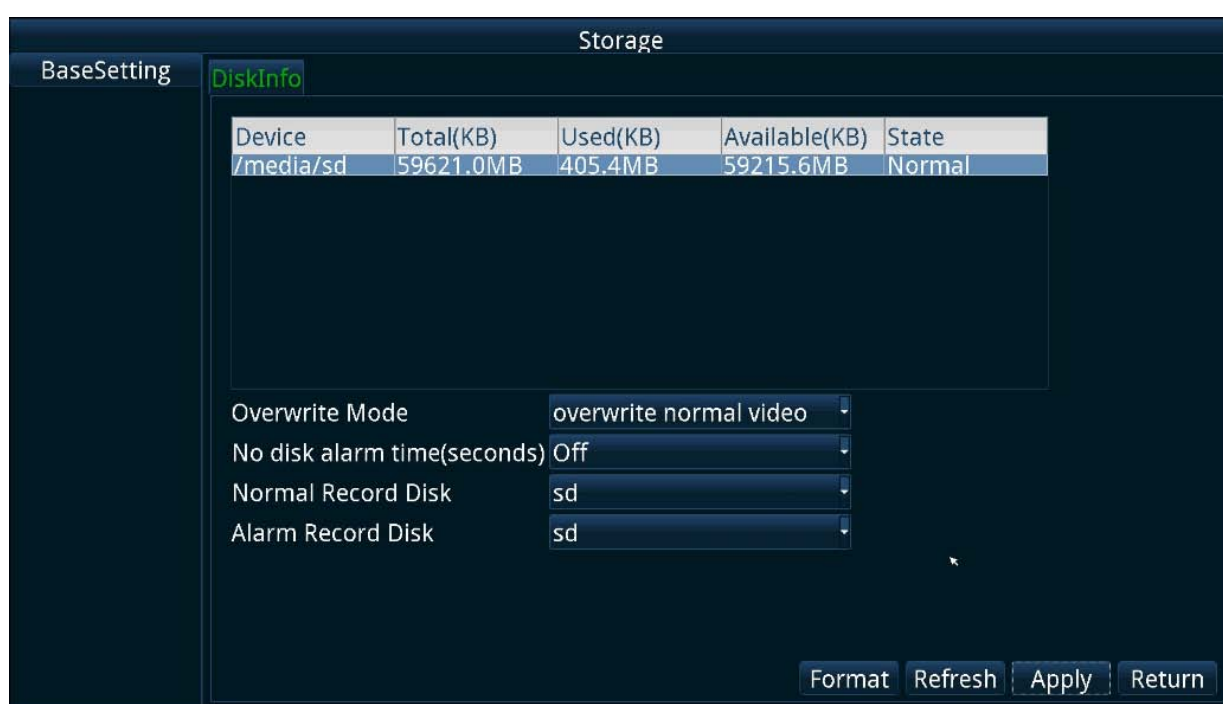 Storage
BaseSetting
DiskInfo
Device Total(KB) Used(KB) Available(KB) State
/media/sd 59621.0MB 405.4MB 59215.6MB Normal
Overwrite Mode overwrite normal video
No disk alarm time(seconds) Off
Normal Record Disk sd
Alarm Record Disk sd
Format Refresh Apply Return